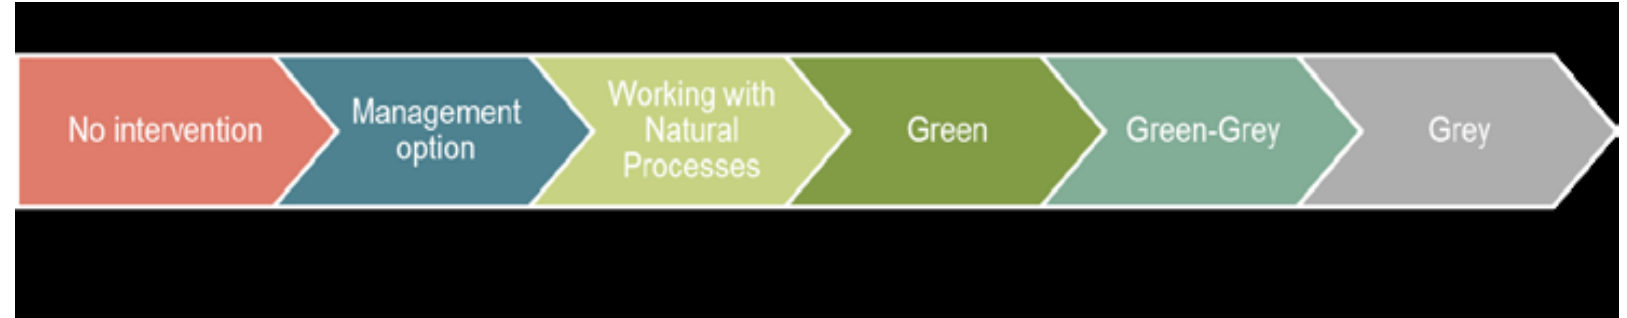 No intervention
Management
option
Working with
Natural
Processes
Green
Green-Grey
Grey